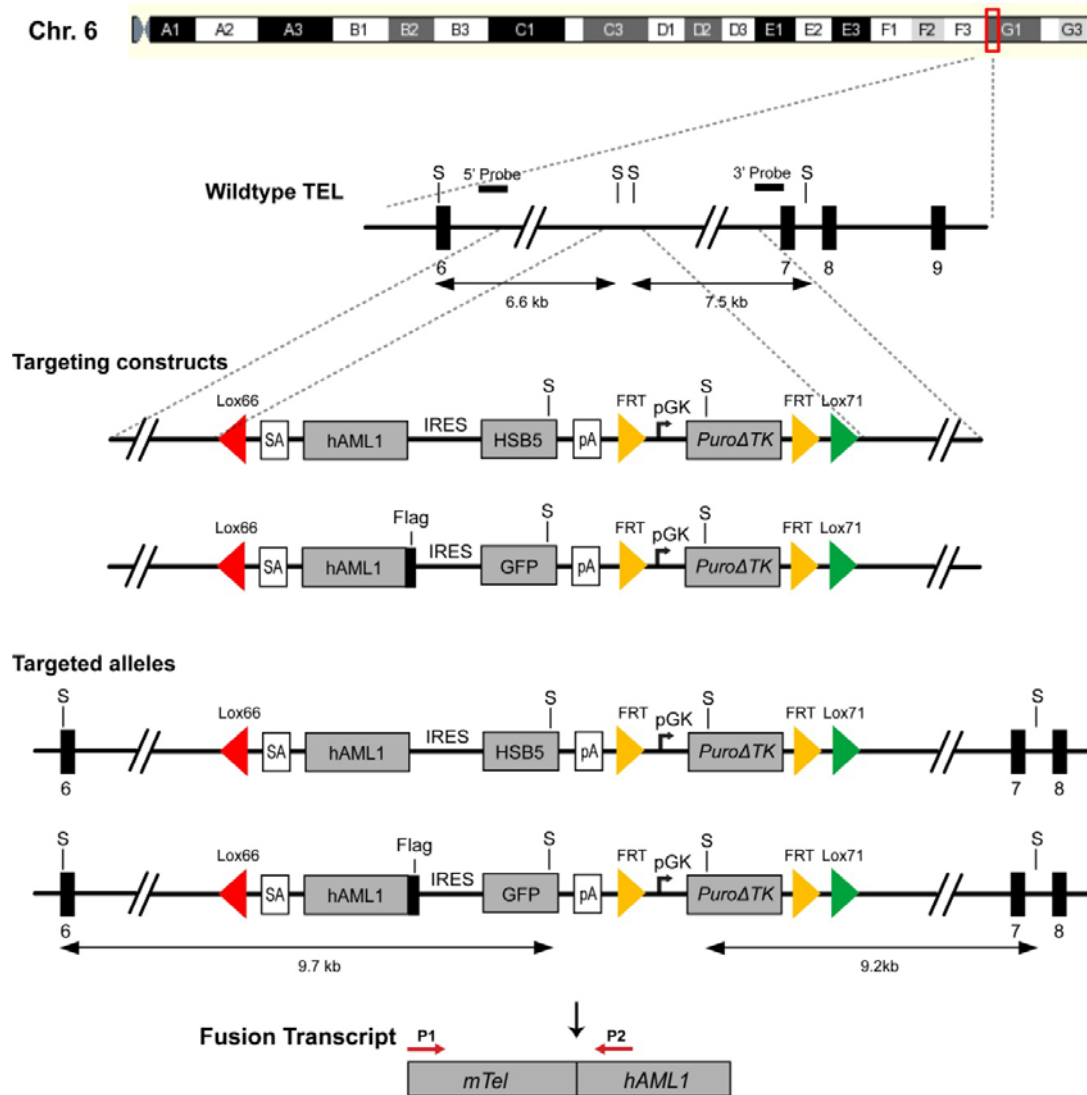 Chr. 6 A1 A2 A3 B1 B2 B3 C1 C3 D1 D2 D3 E1 E2 E3 F1 F2 F3 G1 G3
S 5' Probe S S 3' Probe S
Wildtype TEL
6 7 8 9
6.6 kb 7.5 kb
Targeting constructs
Lox66 IRES S FRT pGK S FRT Lox71
SA hAML1 HSB5 pA PuroΔTK
Flag
Lox66 IRES S FRT pGK S FRT Lox71
SA hAML1 GFP pA PuroΔTK
Targeted alleles
S Lox66 IRES S FRT pGK S FRT Lox71 S
SA hAML1 HSB5 pA PuroΔTK
6 7 8
S Lox66 Flag IRES S FRT pGK S FRT Lox71 S
SA hAML1 GFP pA PuroΔTK
6 7 8
9.7 kb 9.2kb
Fusion Transcript P1 P2
mTel hAML1